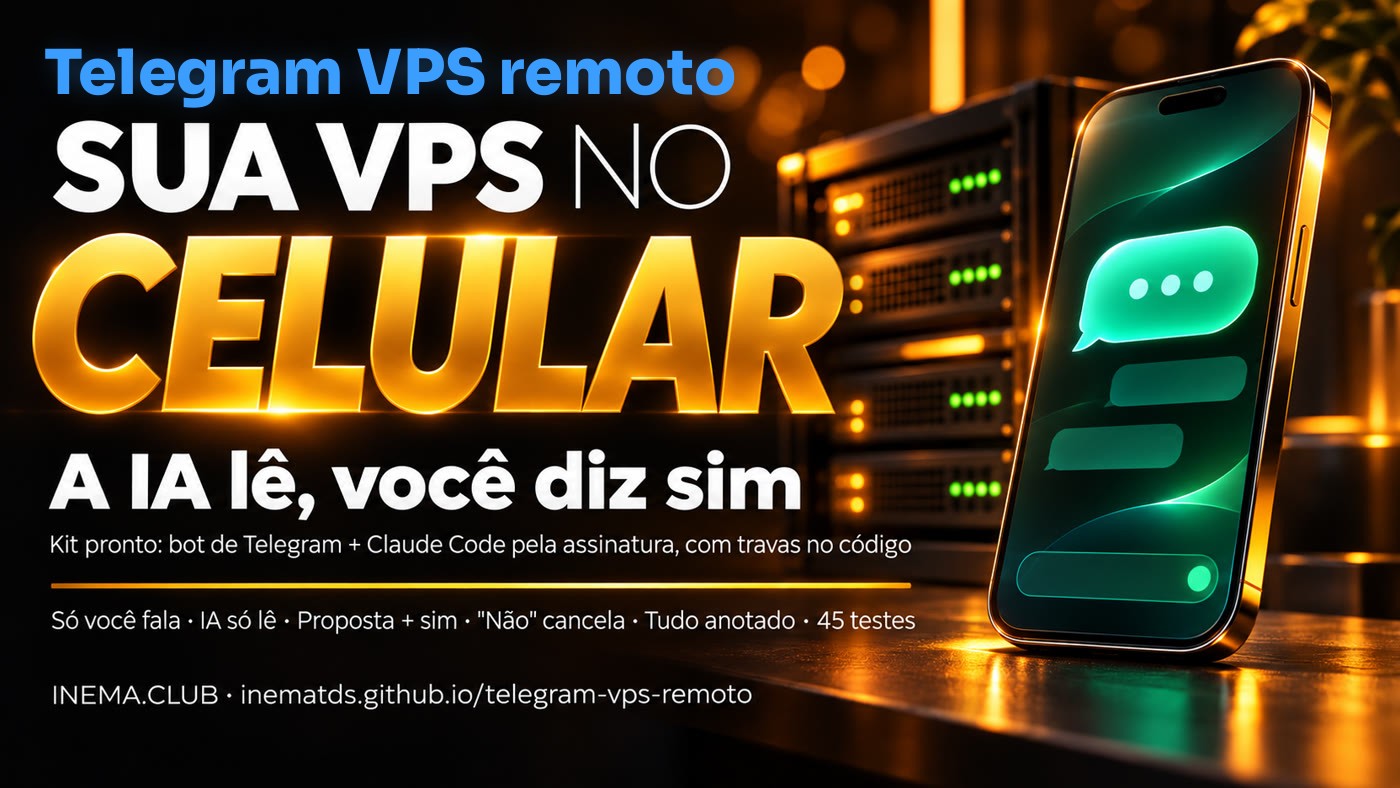 Telegram VPS remoto
SUA VPS NO
CELULAR
A IA lê, você diz sim
Kit pronto: bot de Telegram + Claude Code pela assinatura, com travas no código
Só você fala · IA só lê · Proposta + sim · "Não" cancela · Tudo anotado · 45 testes
INEMA.CLUB · inematds.github.io/telegram-vps-remoto